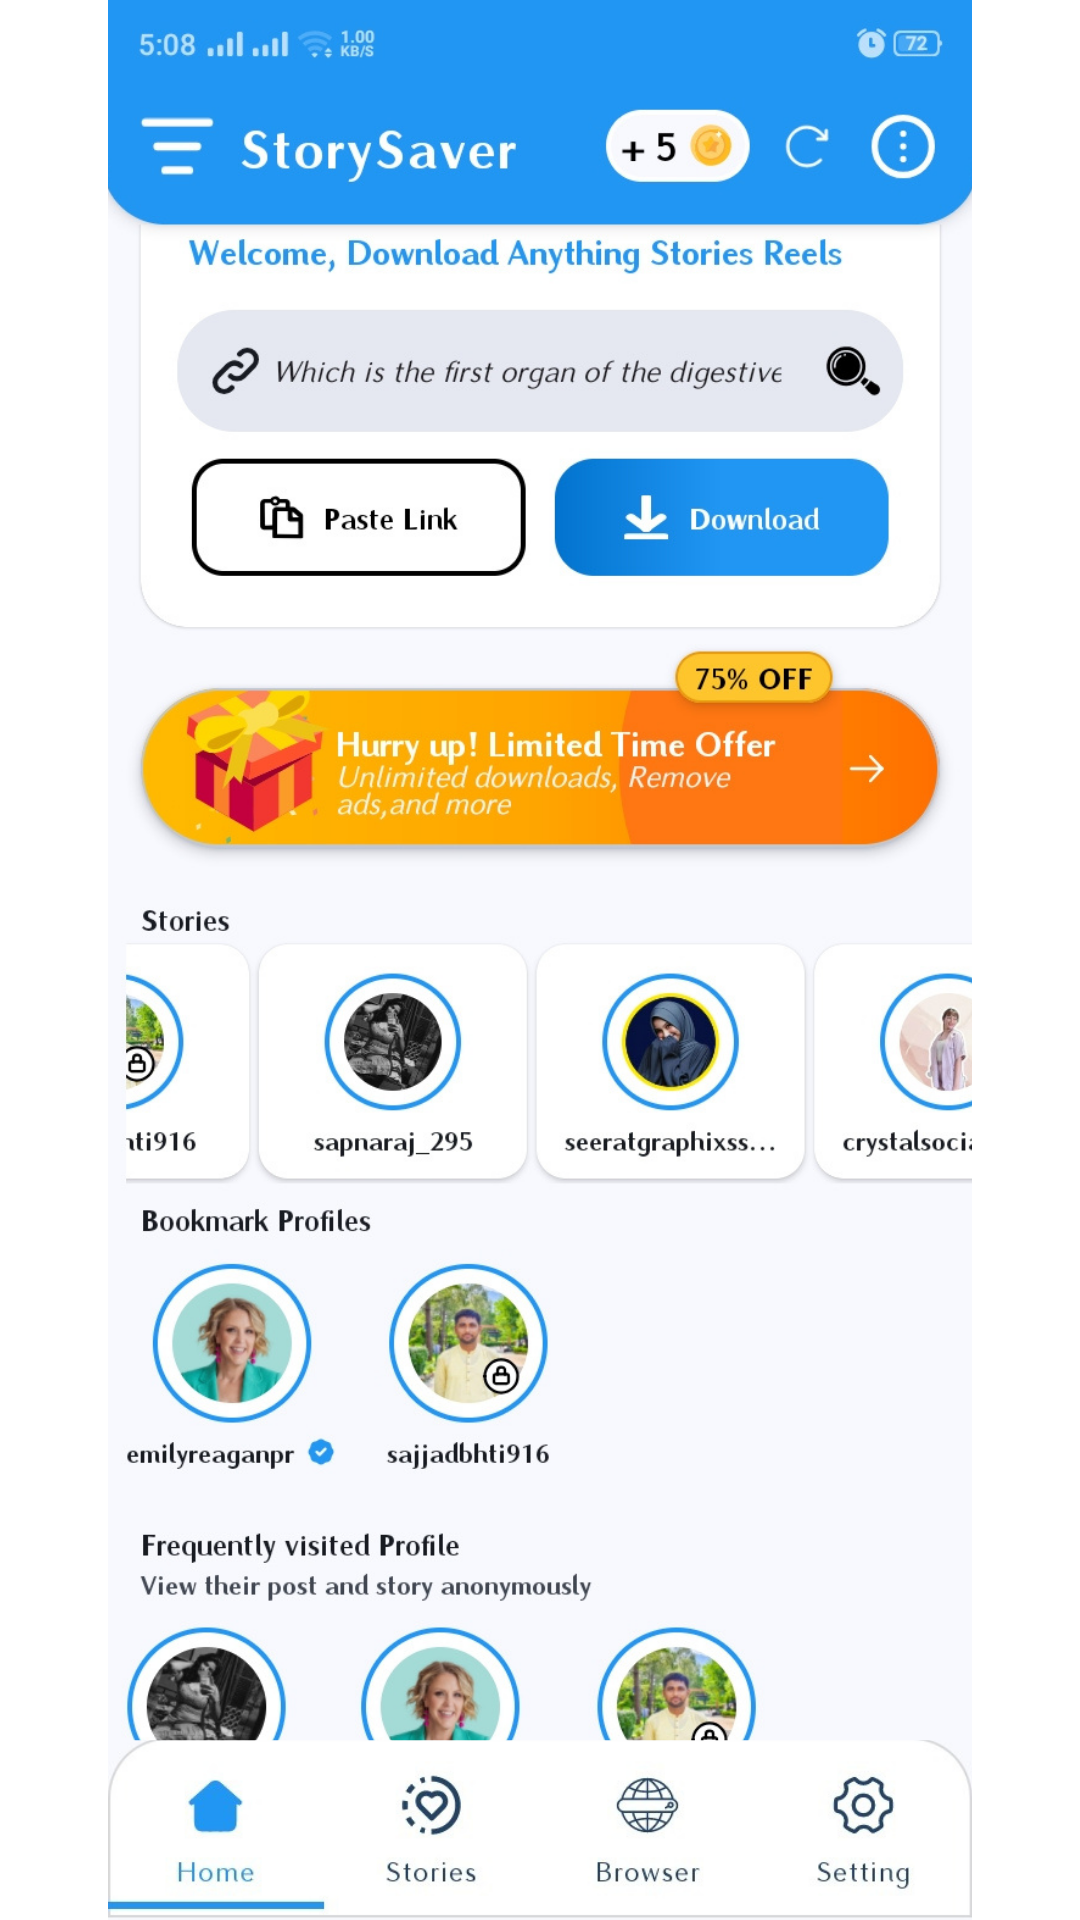 5:08 1.00 KB/S 72
StorySaver + 5
Welcome, Download Anything Stories Reels
Which is the first organ of the digestive
Paste Link Download
75% OFF
Hurry up! Limited Time Offer
Unlimited downloads, Remove
ads,and more
Stories
ti916 sapnaraj_295 seeratgraphixss... crystalsocia
Bookmark Profiles
emilyreaganpr sajjadbhti916
Frequently visited Profile
View their post and story anonymously
Home Stories Browser Setting